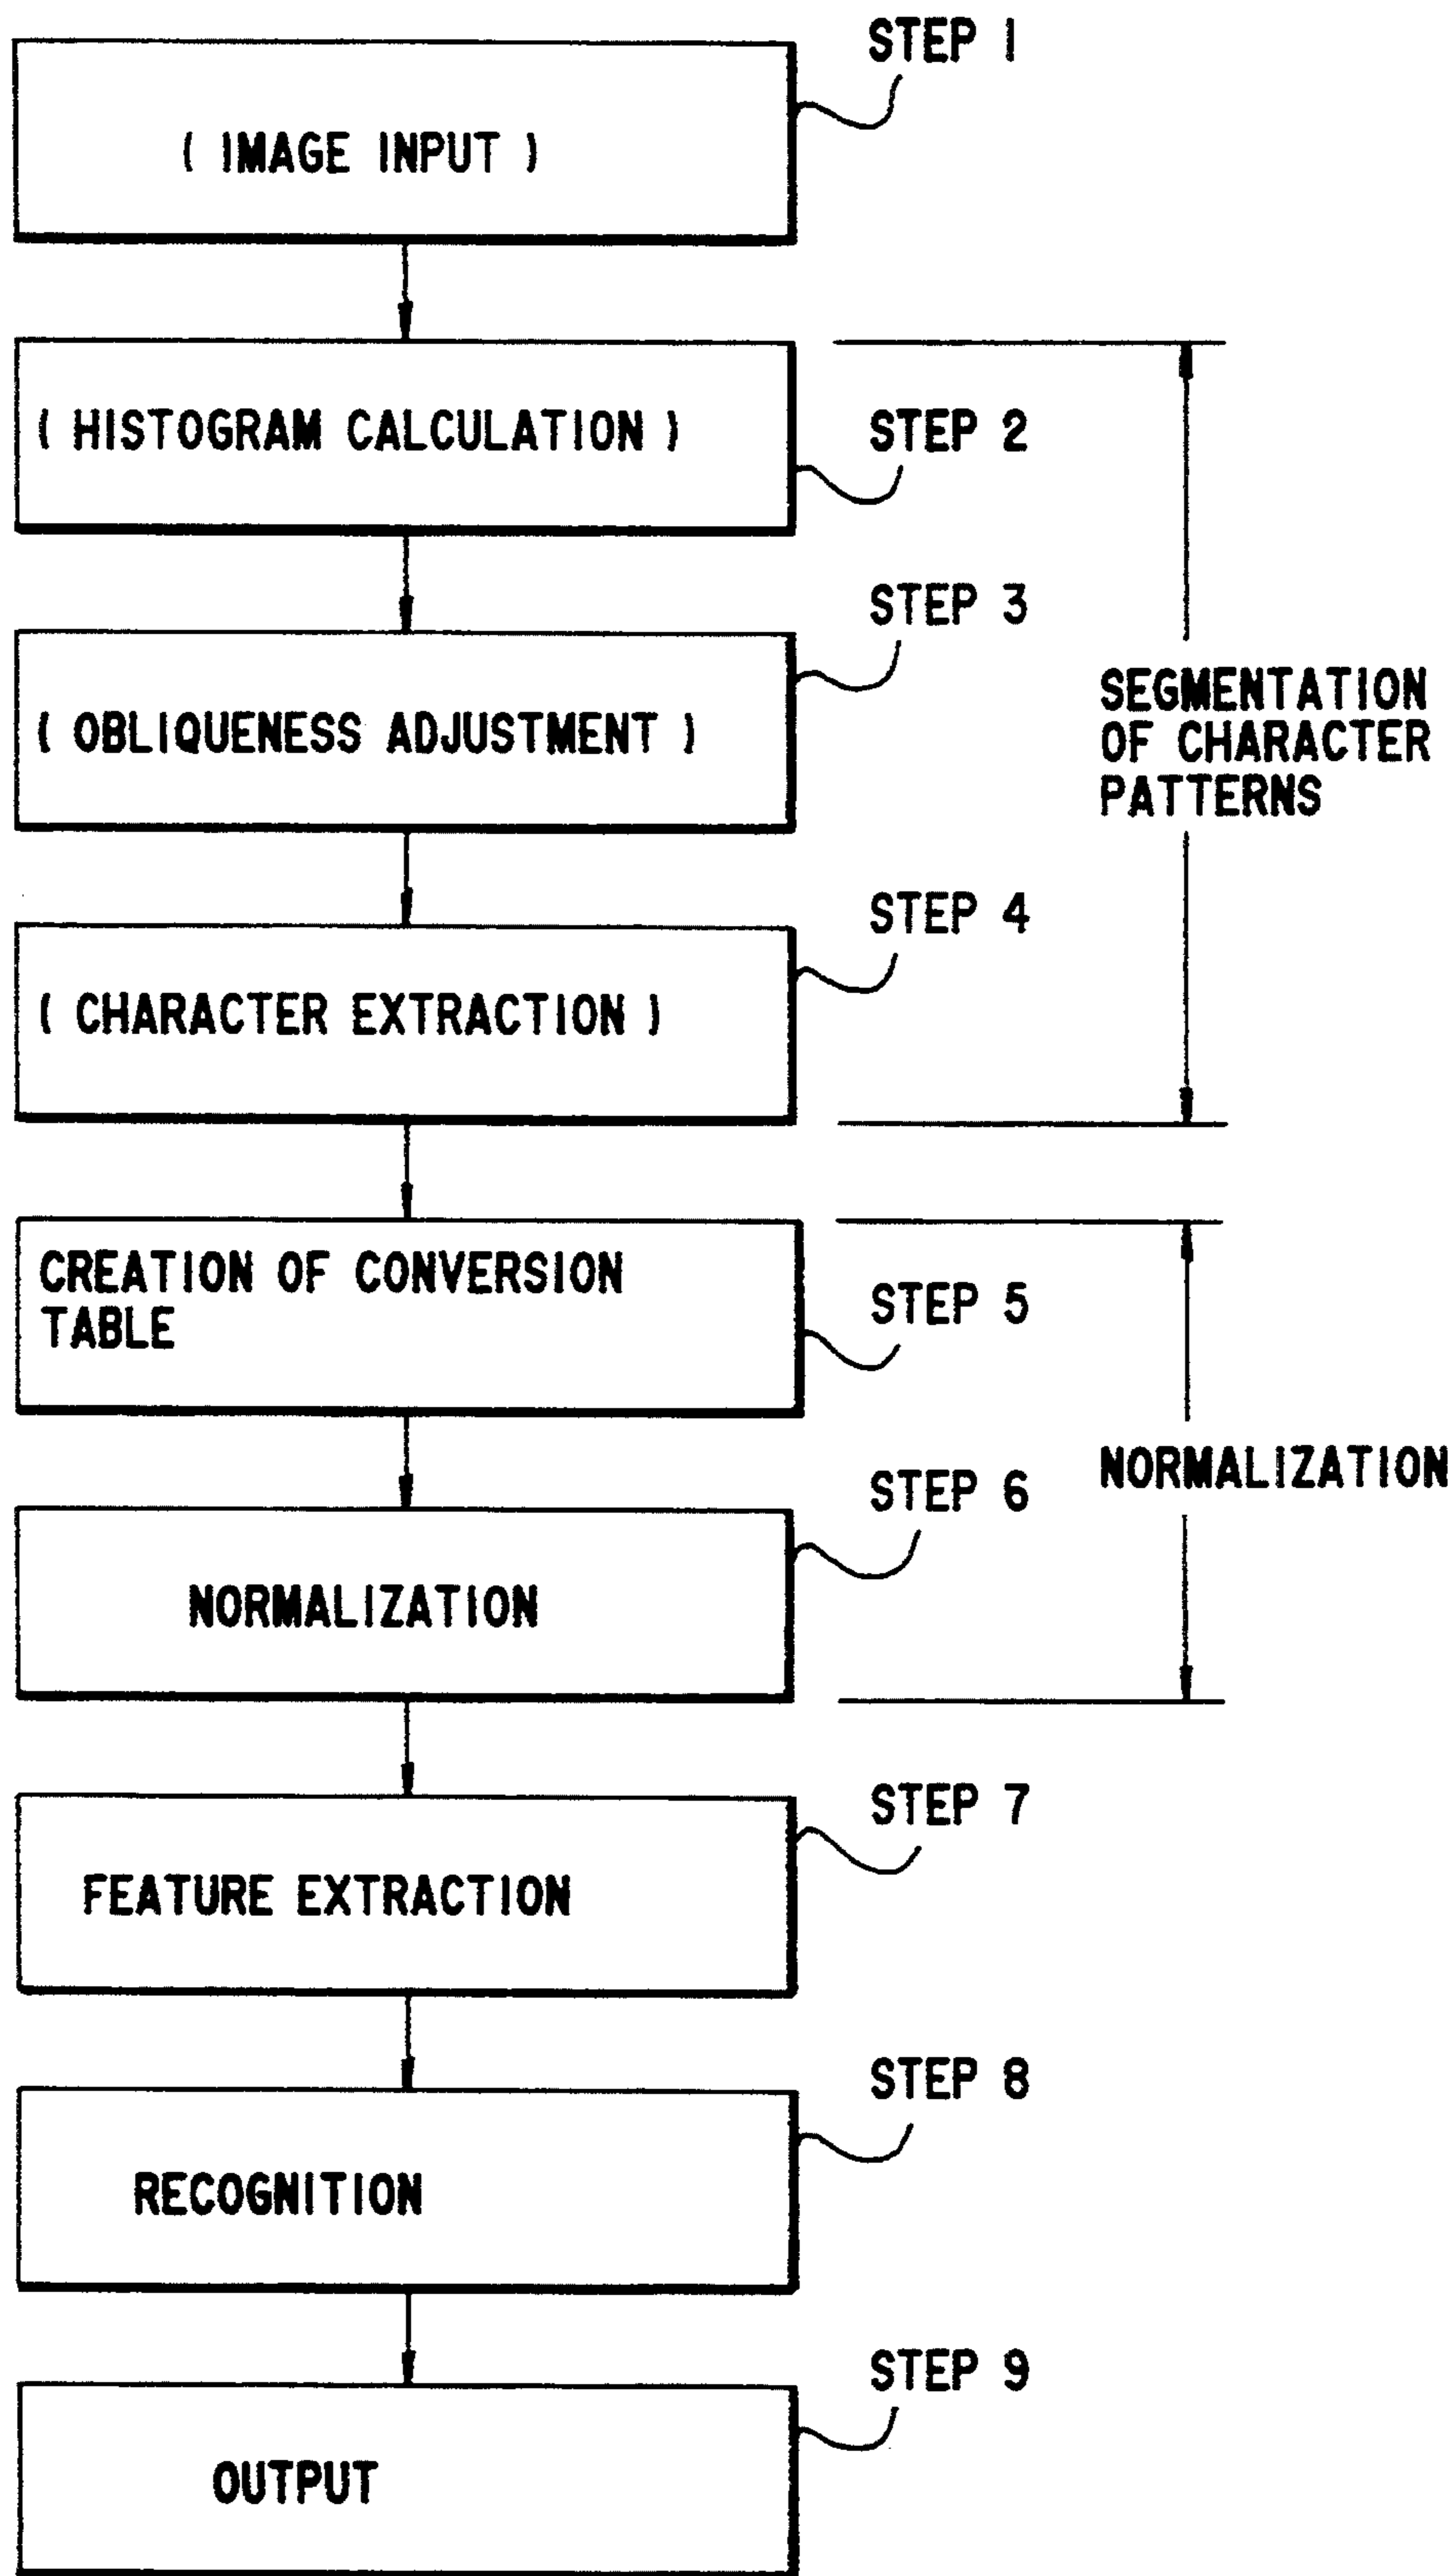 STEP 1
( IMAGE INPUT )
( HISTOGRAM CALCULATION )
STEP 2
STEP 3
( OBLIQUENESS ADJUSTMENT )
SEGMENTATION
OF CHARACTER
PATTERNS
STEP 4
( CHARACTER EXTRACTION )
CREATION OF CONVERSION
TABLE
STEP 5
NORMALIZATION
STEP 6
NORMALIZATION
STEP 7
FEATURE EXTRACTION
STEP 8
RECOGNITION
STEP 9
OUTPUT